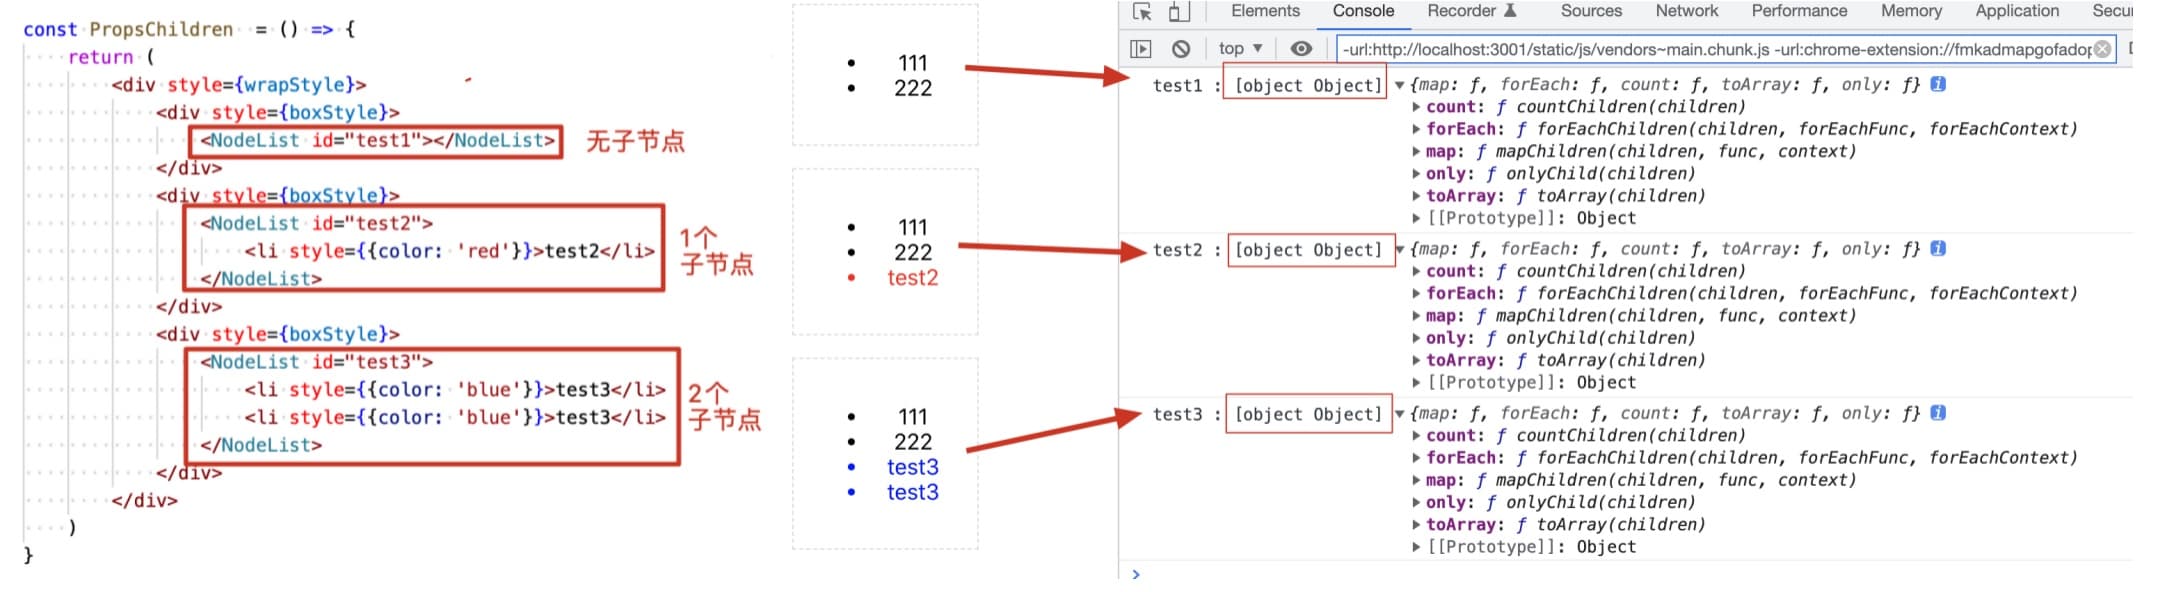 const PropsChildren = () => {
return (
<div style={wrapStyle}>
<div style={boxStyle}>
<NodeList id="test1"></NodeList>
无子节点
</div>
<div style={boxStyle}>
<NodeList id="test2">
<li style={{color: 'red'}}>test2</li>
</NodeList>
1个
子节点
</div>
<div style={boxStyle}>
<NodeList id="test3">
<li style={{color: 'blue'}}>test3</li>
<li style={{color: 'blue'}}>test3</li>
</NodeList>
2个
子节点
</div>
</div>
)
}
• 111
• 222
• 111
• 222
• test2
• 111
• 222
• test3
• test3
Elements Console Recorder Sources Network Performance Memory Application Secur
top ▼ -url:http://localhost:3001/static/js/vendors~main.chunk.js -url:chrome-extension://fmkadmapgofadop
test1 : [object Object] ▼{map: ƒ, forEach: ƒ, count: ƒ, toArray: ƒ, only: ƒ} i
▶ count: ƒ countChildren(children)
▶ forEach: ƒ forEachChildren(children, forEachFunc, forEachContext)
▶ map: ƒ mapChildren(children, func, context)
▶ only: ƒ onlyChild(children)
▶ toArray: ƒ toArray(children)
▶ [[Prototype]]: Object
test2 : [object Object] ▼{map: ƒ, forEach: ƒ, count: ƒ, toArray: ƒ, only: ƒ} i
▶ count: ƒ countChildren(children)
▶ forEach: ƒ forEachChildren(children, forEachFunc, forEachContext)
▶ map: ƒ mapChildren(children, func, context)
▶ only: ƒ onlyChild(children)
▶ toArray: ƒ toArray(children)
▶ [[Prototype]]: Object
test3 : [object Object] ▼{map: ƒ, forEach: ƒ, count: ƒ, toArray: ƒ, only: ƒ} i
▶ count: ƒ countChildren(children)
▶ forEach: ƒ forEachChildren(children, forEachFunc, forEachContext)
▶ map: ƒ mapChildren(children, func, context)
▶ only: ƒ onlyChild(children)
▶ toArray: ƒ toArray(children)
▶ [[Prototype]]: Object
>